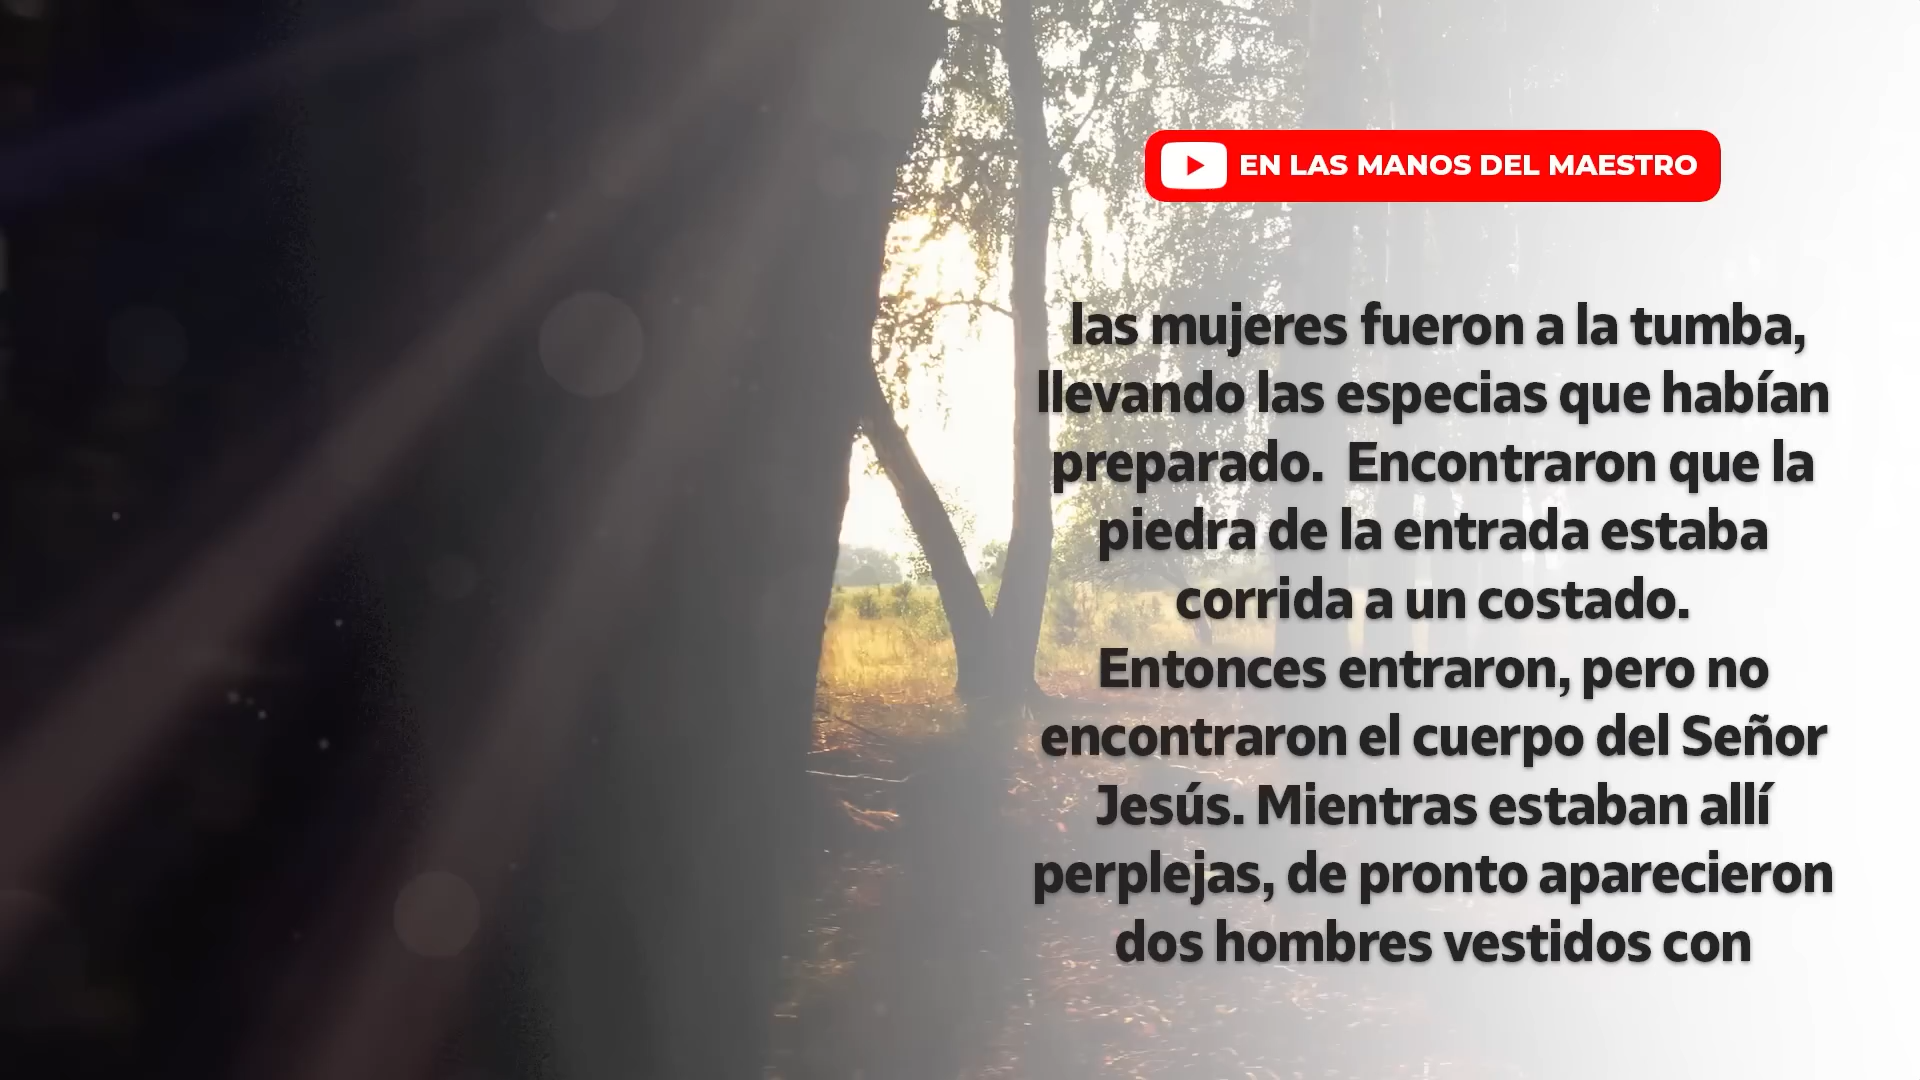 EN LAS MANOS DEL MAESTRO
las mujeres fueron a la tumba,
llevando las especias que habían
preparado.  Encontraron que la
piedra de la entrada estaba
corrida a un costado.
Entonces entraron, pero no
encontraron el cuerpo del Señor
Jesús. Mientras estaban allí
perplejas, de pronto aparecieron
dos hombres vestidos con